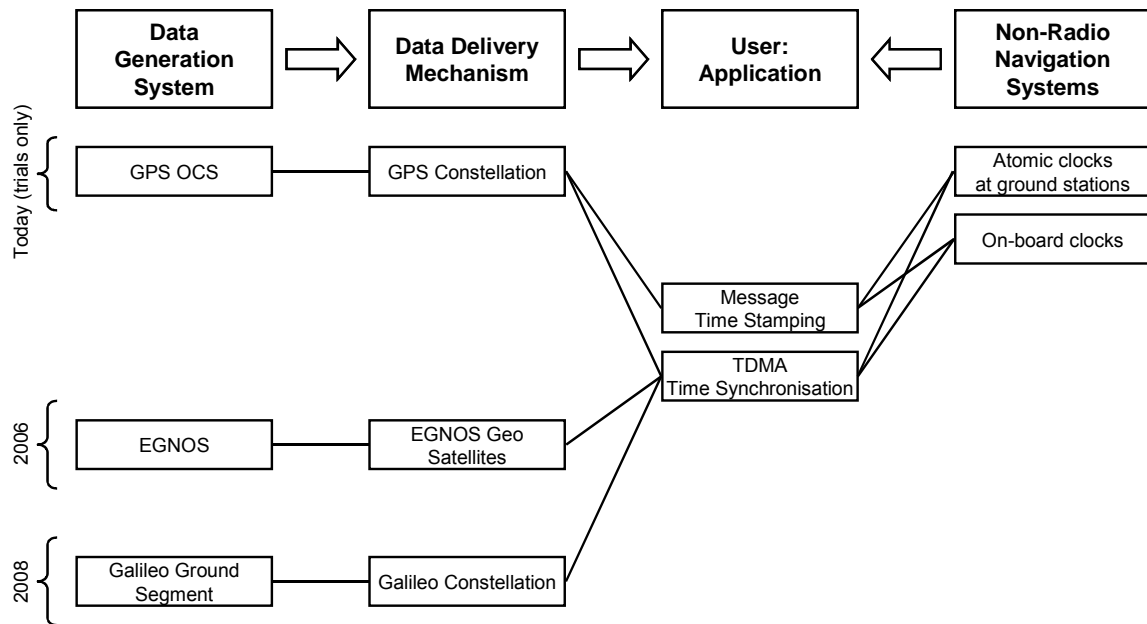 Data
Generation
System
Data Delivery
Mechanism
User:
Application
Non-Radio
Navigation
Systems
Today (trials only)
GPS OCS
GPS Constellation
Atomic clocks
at ground stations
On-board clocks
Message
Time Stamping
TDMA
Time Synchronisation
2006
EGNOS
EGNOS Geo
Satellites
2008
Galileo Ground
Segment
Galileo Constellation